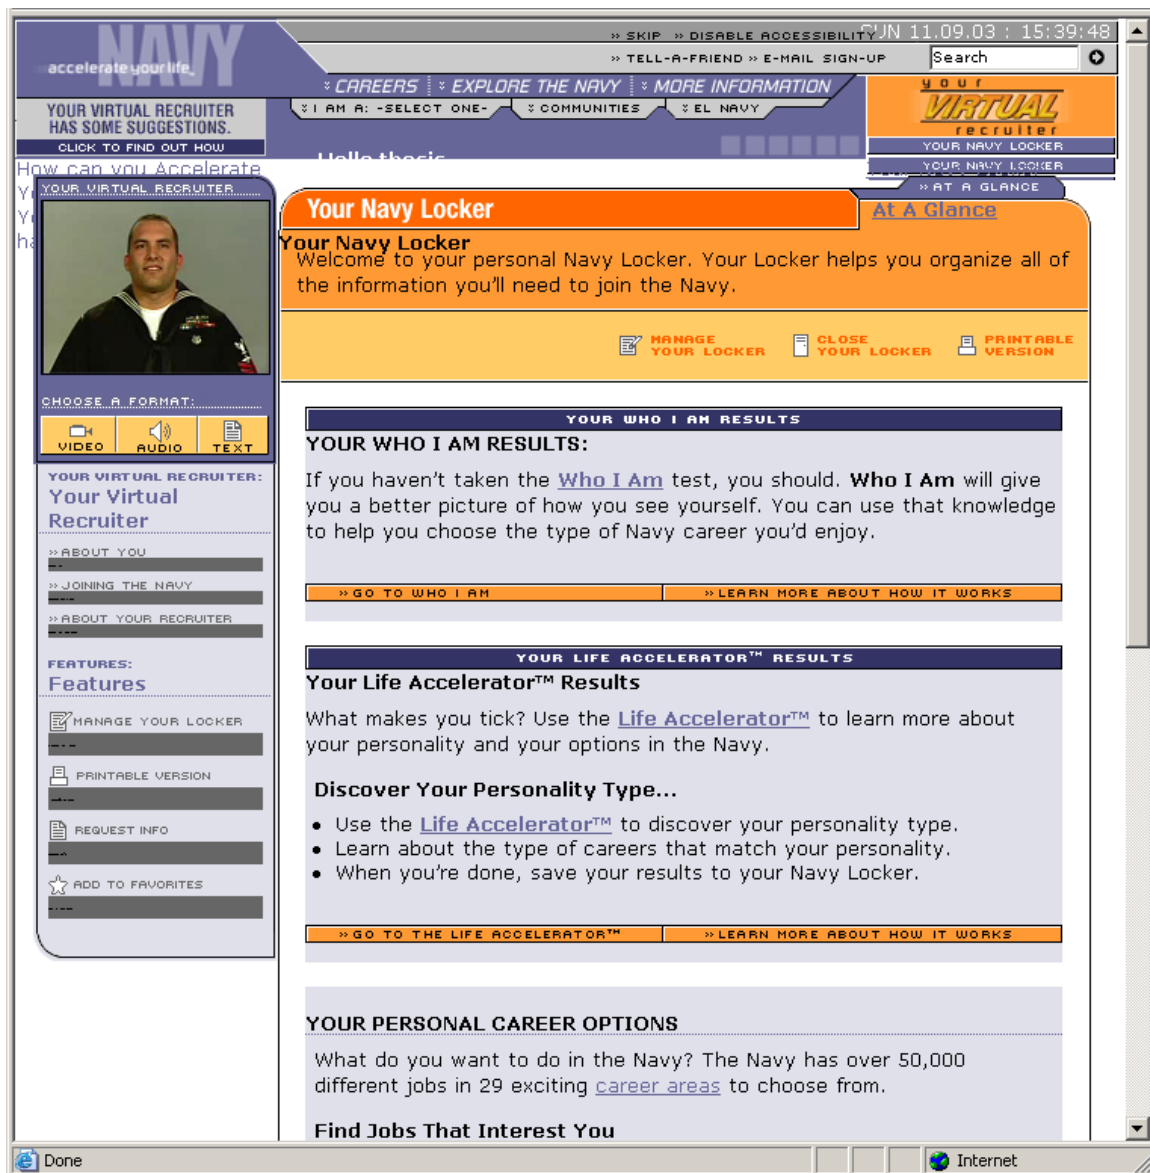 NAVY
accelerate your life
» SKIP » DISABLE ACCESSIBILITY
SUN 11.09.03 : 15:39:48
» TELL-A-FRIEND » E-MAIL SIGN-UP
Search
CAREERS EXPLORE THE NAVY MORE INFORMATION
I AM A: -SELECT ONE- COMMUNITIES EL NAVY
your
VIRTUAL
recruiter
YOUR NAVY LOCKER
YOUR NAVY LOCKER
» AT A GLANCE
At A Glance
YOUR VIRTUAL RECRUITER
HAS SOME SUGGESTIONS.
CLICK TO FIND OUT HOW
Hello thesis
How can you Accelerate
YOUR VIRTUAL RECRUITER
CHOOSE A FORMAT:
VIDEO AUDIO TEXT
YOUR VIRTUAL RECRUITER:
Your Virtual
Recruiter
» ABOUT YOU
» JOINING THE NAVY
» ABOUT YOUR RECRUITER
FEATURES:
Features
MANAGE YOUR LOCKER
PRINTABLE VERSION
REQUEST INFO
ADD TO FAVORITES
Your Navy Locker
Your Navy Locker
Welcome to your personal Navy Locker. Your Locker helps you organize all of
the information you'll need to join the Navy.
MANAGE
YOUR LOCKER
CLOSE
YOUR LOCKER
PRINTABLE
VERSION
YOUR WHO I AM RESULTS
YOUR WHO I AM RESULTS:
If you haven't taken the Who I Am test, you should. Who I Am will give
you a better picture of how you see yourself. You can use that knowledge
to help you choose the type of Navy career you'd enjoy.
» GO TO WHO I AM » LEARN MORE ABOUT HOW IT WORKS
YOUR LIFE ACCELERATOR™ RESULTS
Your Life Accelerator™ Results
What makes you tick? Use the Life Accelerator™ to learn more about
your personality and your options in the Navy.
Discover Your Personality Type...
• Use the Life Accelerator™ to discover your personality type.
• Learn about the type of careers that match your personality.
• When you're done, save your results to your Navy Locker.
» GO TO THE LIFE ACCELERATOR™ » LEARN MORE ABOUT HOW IT WORKS
YOUR PERSONAL CAREER OPTIONS
What do you want to do in the Navy? The Navy has over 50,000
different jobs in 29 exciting career areas to choose from.
Find Jobs That Interest You
Done
Internet